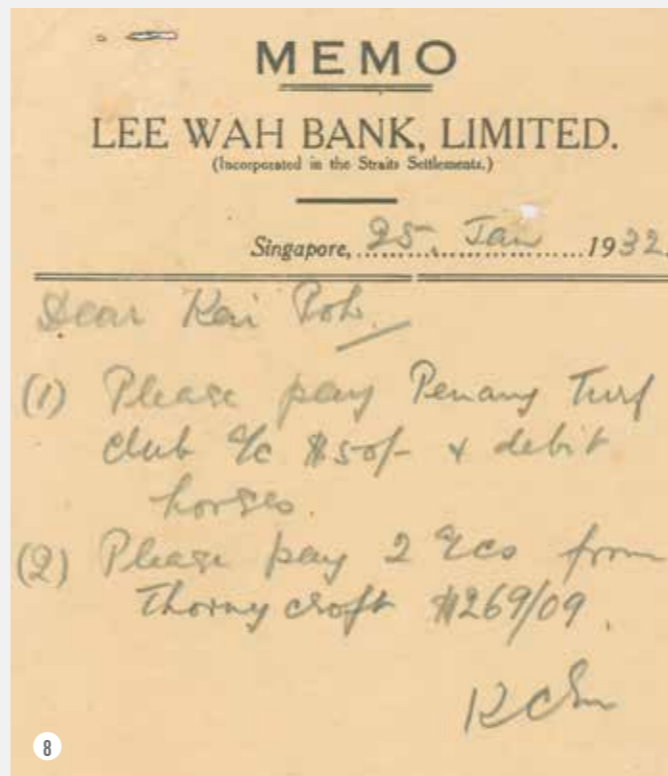 MEMO
LEE WAH BANK, LIMITED.
(Incorporated in the Straits Settlements.)
Singapore, 25. Jan 1932.
Dear Kai Poh
(1) Please pay Penang Turf
club a/c $50/- & debit
horses.
(2) Please pay 2 a/cs from
Thornycroft $269/09.
8